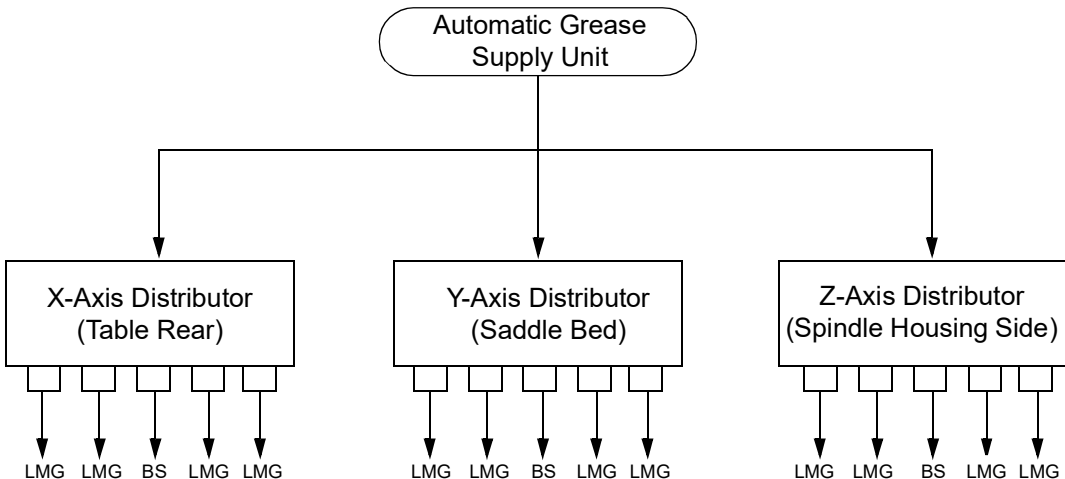 Automatic Grease
Supply Unit
X-Axis Distributor
(Table Rear)
Y-Axis Distributor
(Saddle Bed)
Z-Axis Distributor
(Spindle Housing Side)
LMG LMG BS LMG LMG
LMG LMG BS LMG LMG
LMG LMG BS LMG LMG